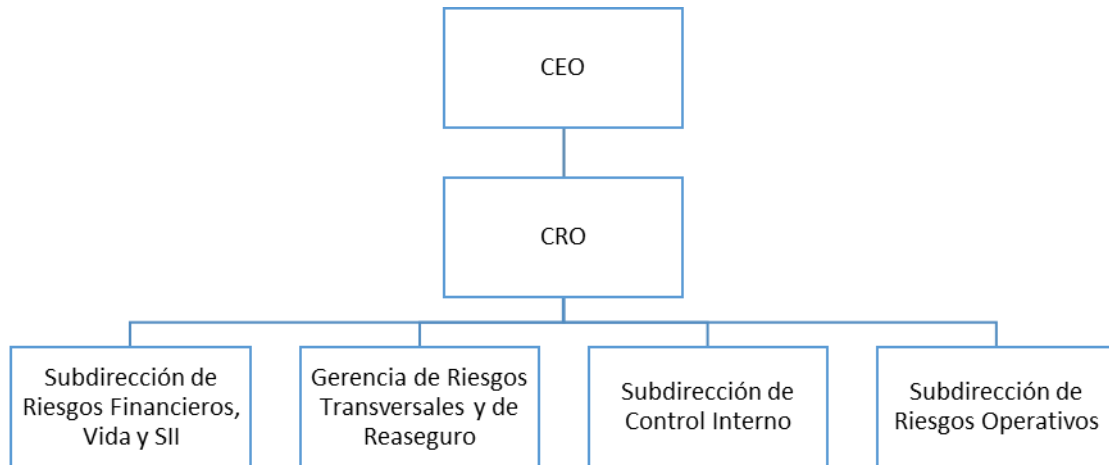 CEO
CRO
Subdirección de
Riesgos Financieros,
Vida y SII
Gerencia de Riesgos
Transversales y de
Reaseguro
Subdirección de
Control Interno
Subdirección de
Riesgos Operativos